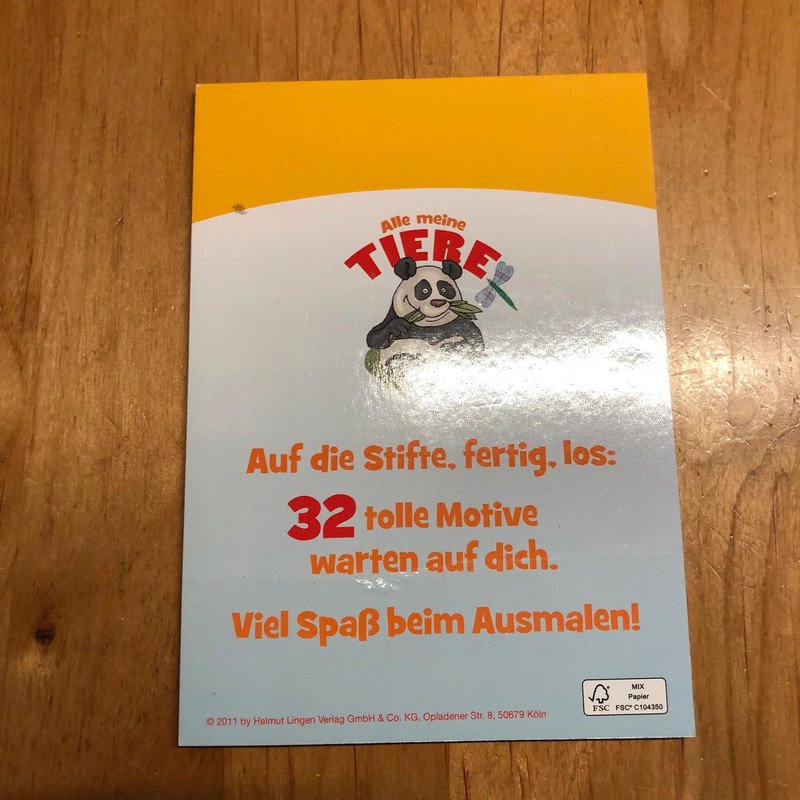 Alle meine
TIERE
Auf die Stifte, fertig, los:
32 tolle Motive
warten auf dich.
Viel Spaß beim Ausmalen!
© 2011 by Helmut Lingen Verlag GmbH & Co. KG, Opladener Str. 8, 50679 Köln
FSC
MIX
Papier
FSC® C104350